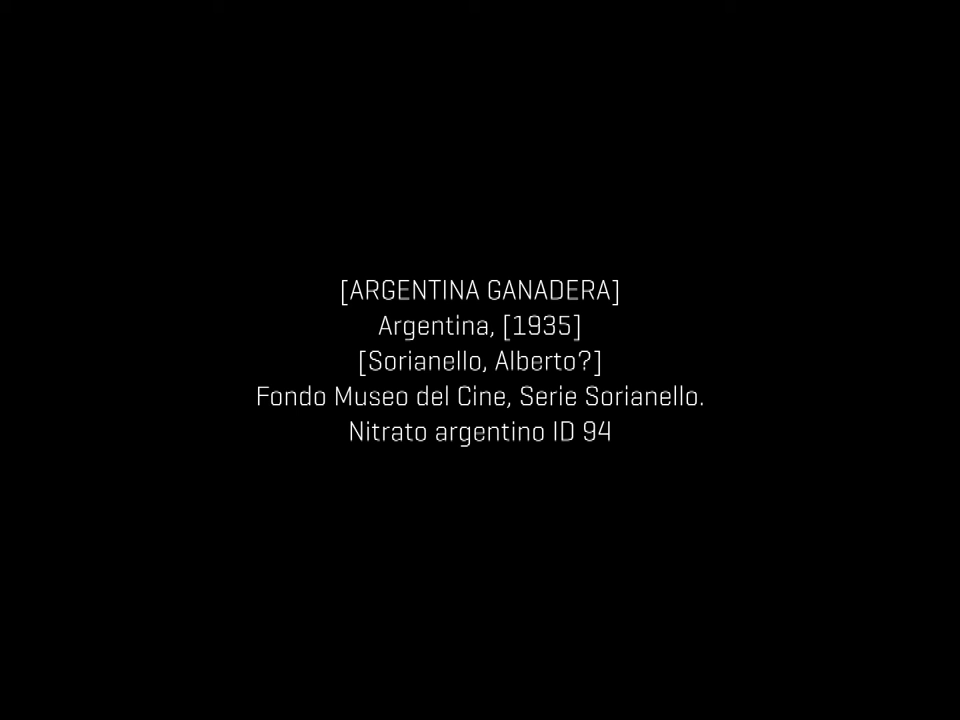 [ARGENTINA GANADERA]
Argentina, [1935]
[Sorianello, Alberto?]
Fondo Museo del Cine, Serie Sorianello.
Nitrato argentino ID 94